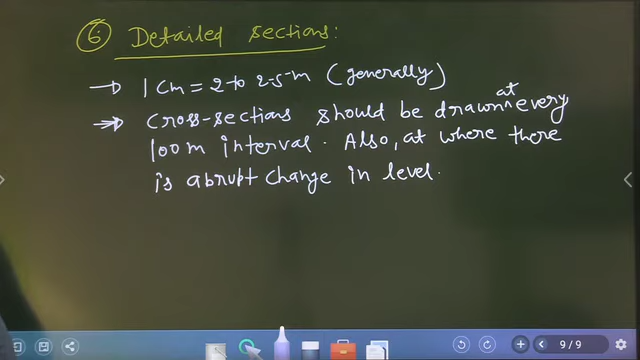 ⑥ Detailed sections:
→ 1 cm = 2 to 2.5 m (generally)
→ Cross-sections should be drawn at every
100 m interval. Also, at where there
is abrupt change in level.
9/9